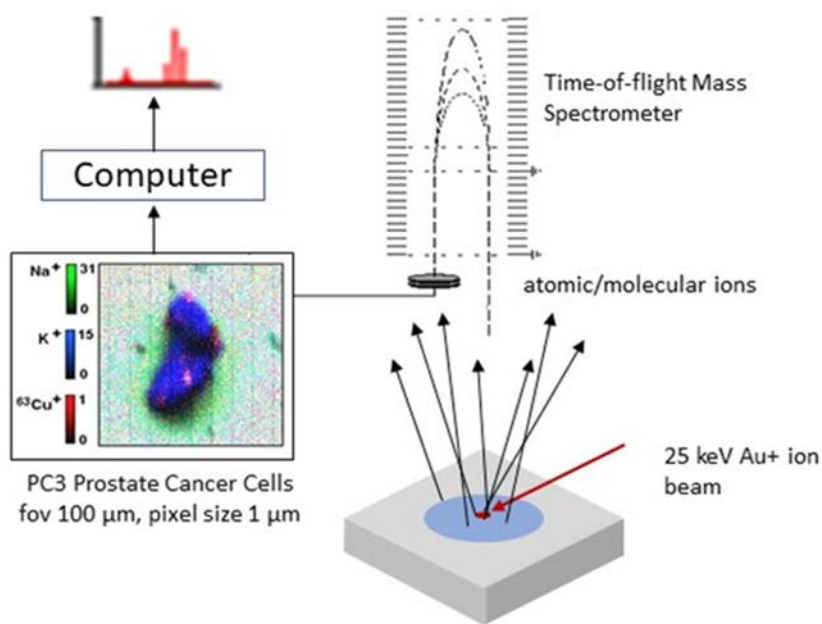 Time-of-flight Mass
Spectrometer
Computer
Na⁺ 31
0
K⁺ 15
0
⁶³Cu⁺ 1
0
atomic/molecular ions
PC3 Prostate Cancer Cells
fov 100 µm, pixel size 1 µm
25 keV Au+ ion
beam